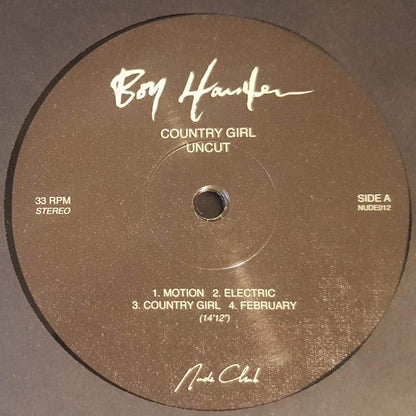 Boy Harsher
COUNTRY GIRL
UNCUT
33 RPM
STEREO
SIDE A
NUDE012
1. MOTION 2. ELECTRIC
3. COUNTRY GIRL 4. FEBRUARY
(14"12")
Nude Club